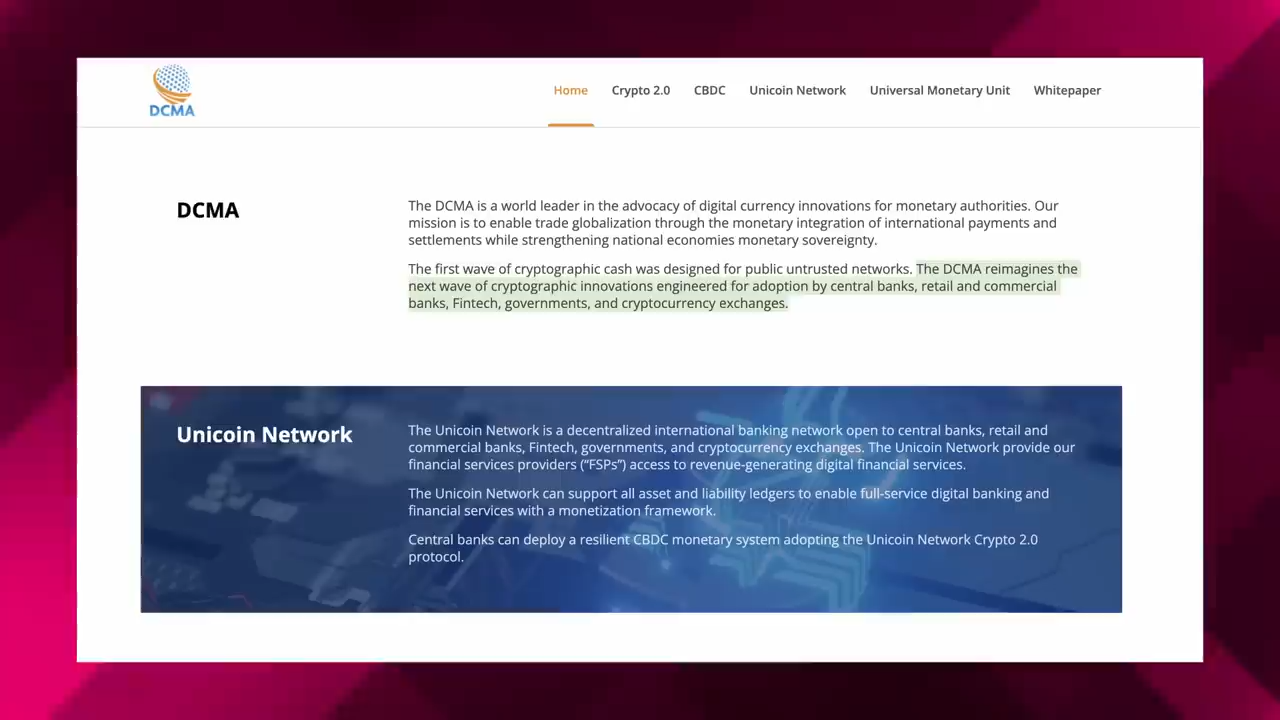 DCMA
Home
Crypto 2.0
CBDC
Unicoin Network
Universal Monetary Unit
Whitepaper
DCMA
The DCMA is a world leader in the advocacy of digital currency innovations for monetary authorities. Our
mission is to enable trade globalization through the monetary integration of international payments and
settlements while strengthening national economies monetary sovereignty.
The first wave of cryptographic cash was designed for public untrusted networks. The DCMA reimagines the
next wave of cryptographic innovations engineered for adoption by central banks, retail and commercial
banks, Fintech, governments, and cryptocurrency exchanges.
Unicoin Network
The Unicoin Network is a decentralized international banking network open to central banks, retail and
commercial banks, Fintech, governments, and cryptocurrency exchanges. The Unicoin Network provide our
financial services providers (“FSPs”) access to revenue-generating digital financial services.
The Unicoin Network can support all asset and liability ledgers to enable full-service digital banking and
financial services with a monetization framework.
Central banks can deploy a resilient CBDC monetary system adopting the Unicoin Network Crypto 2.0
protocol.